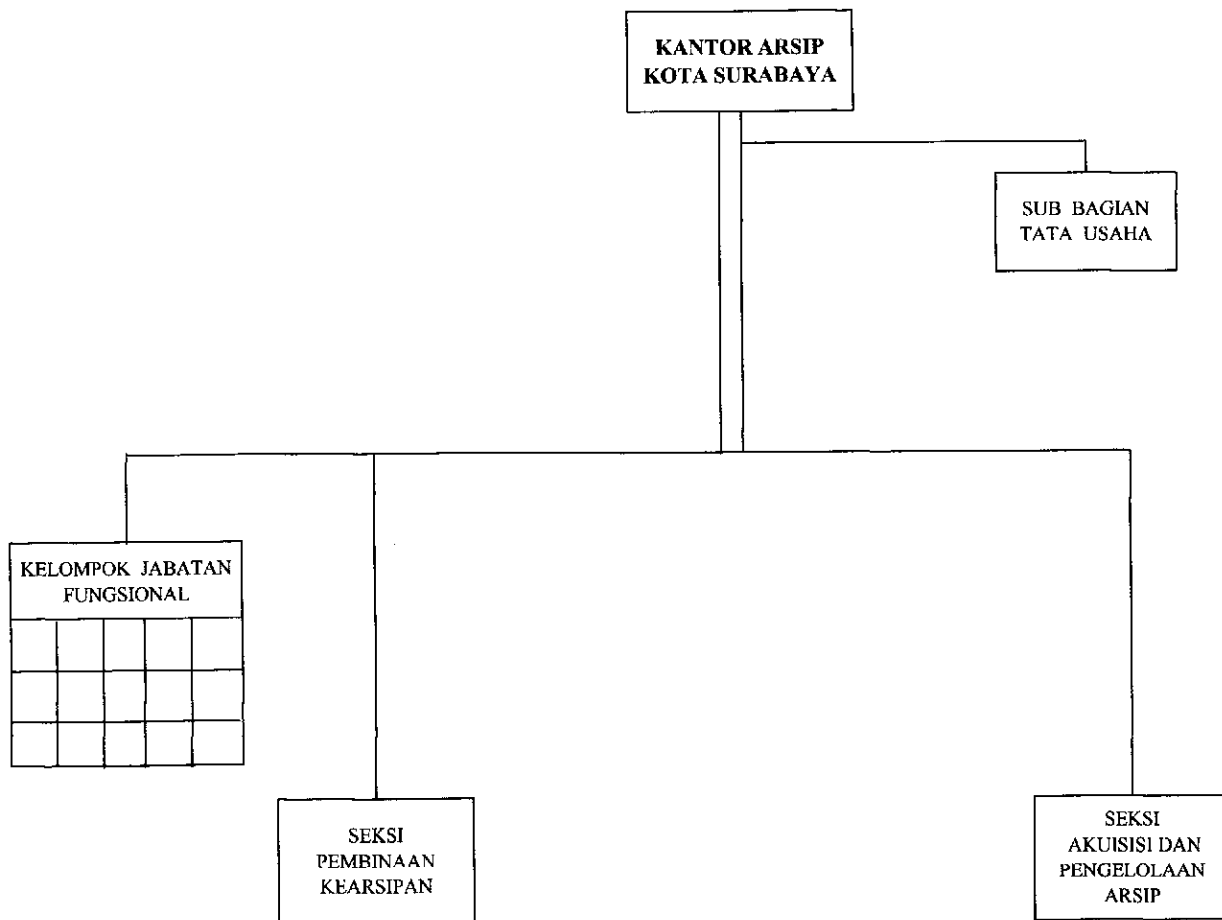 KANTOR ARSIP
KOTA SURABAYA
SUB BAGIAN
TATA USAHA
KELOMPOK JABATAN
FUNGSIONAL
SEKSI
PEMBINAAN
KEARSIPAN
SEKSI
AKUISISI DAN
PENGELOLAAN
ARSIP